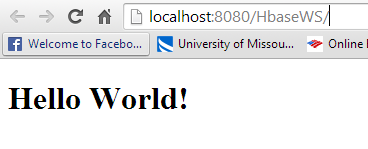 localhost:8080/HbaseWS/
Welcome to Facebo... University of Missou... Online
Hello World!